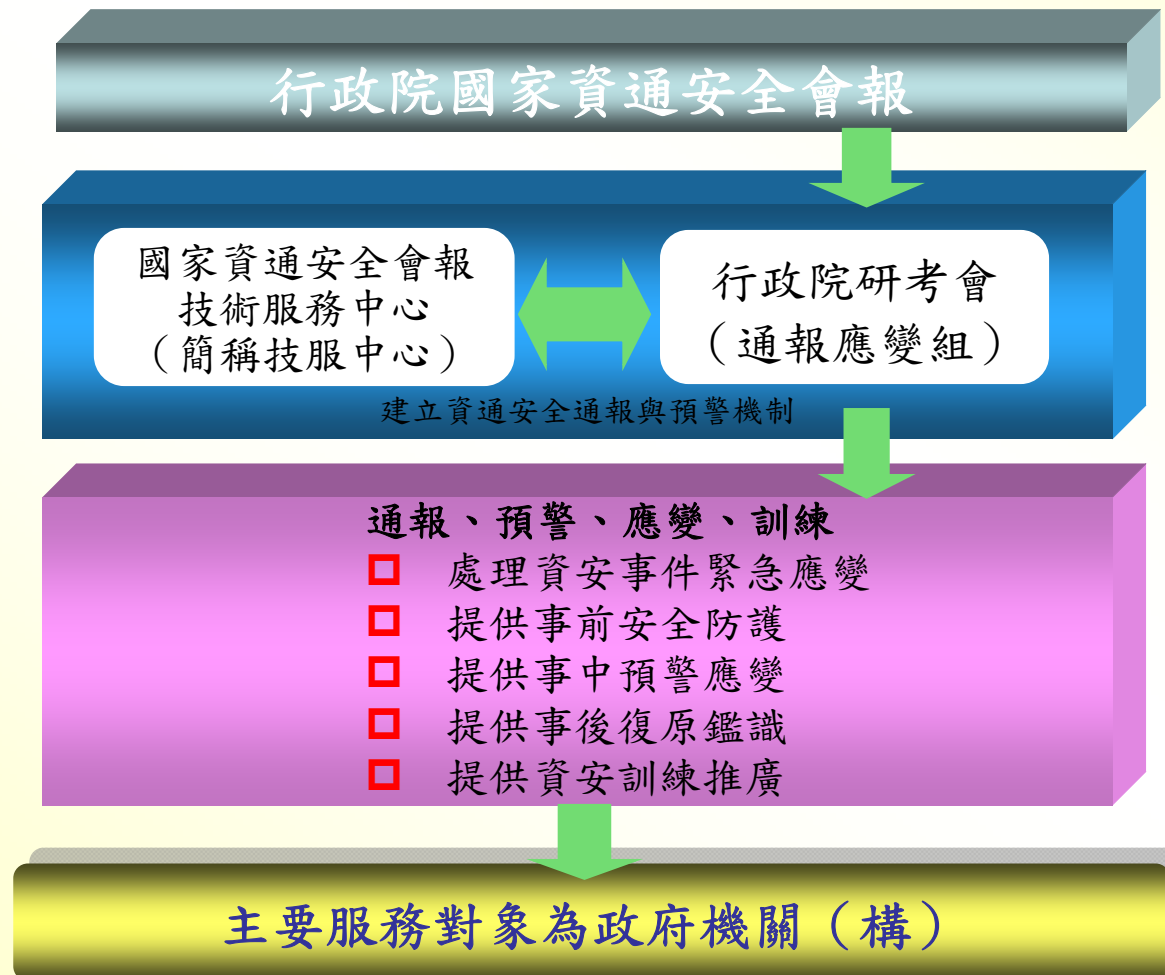 行政院國家資通安全會報
國家資通安全會報
技術服務中心
（簡稱技服中心）
行政院研考會
（通報應變組）
建立資通安全通報與預警機制
通報、預警、應變、訓練
處理資安事件緊急應變
提供事前安全防護
提供事中預警應變
提供事後復原鑑識
提供資安訓練推廣
主要服務對象為政府機關（構）